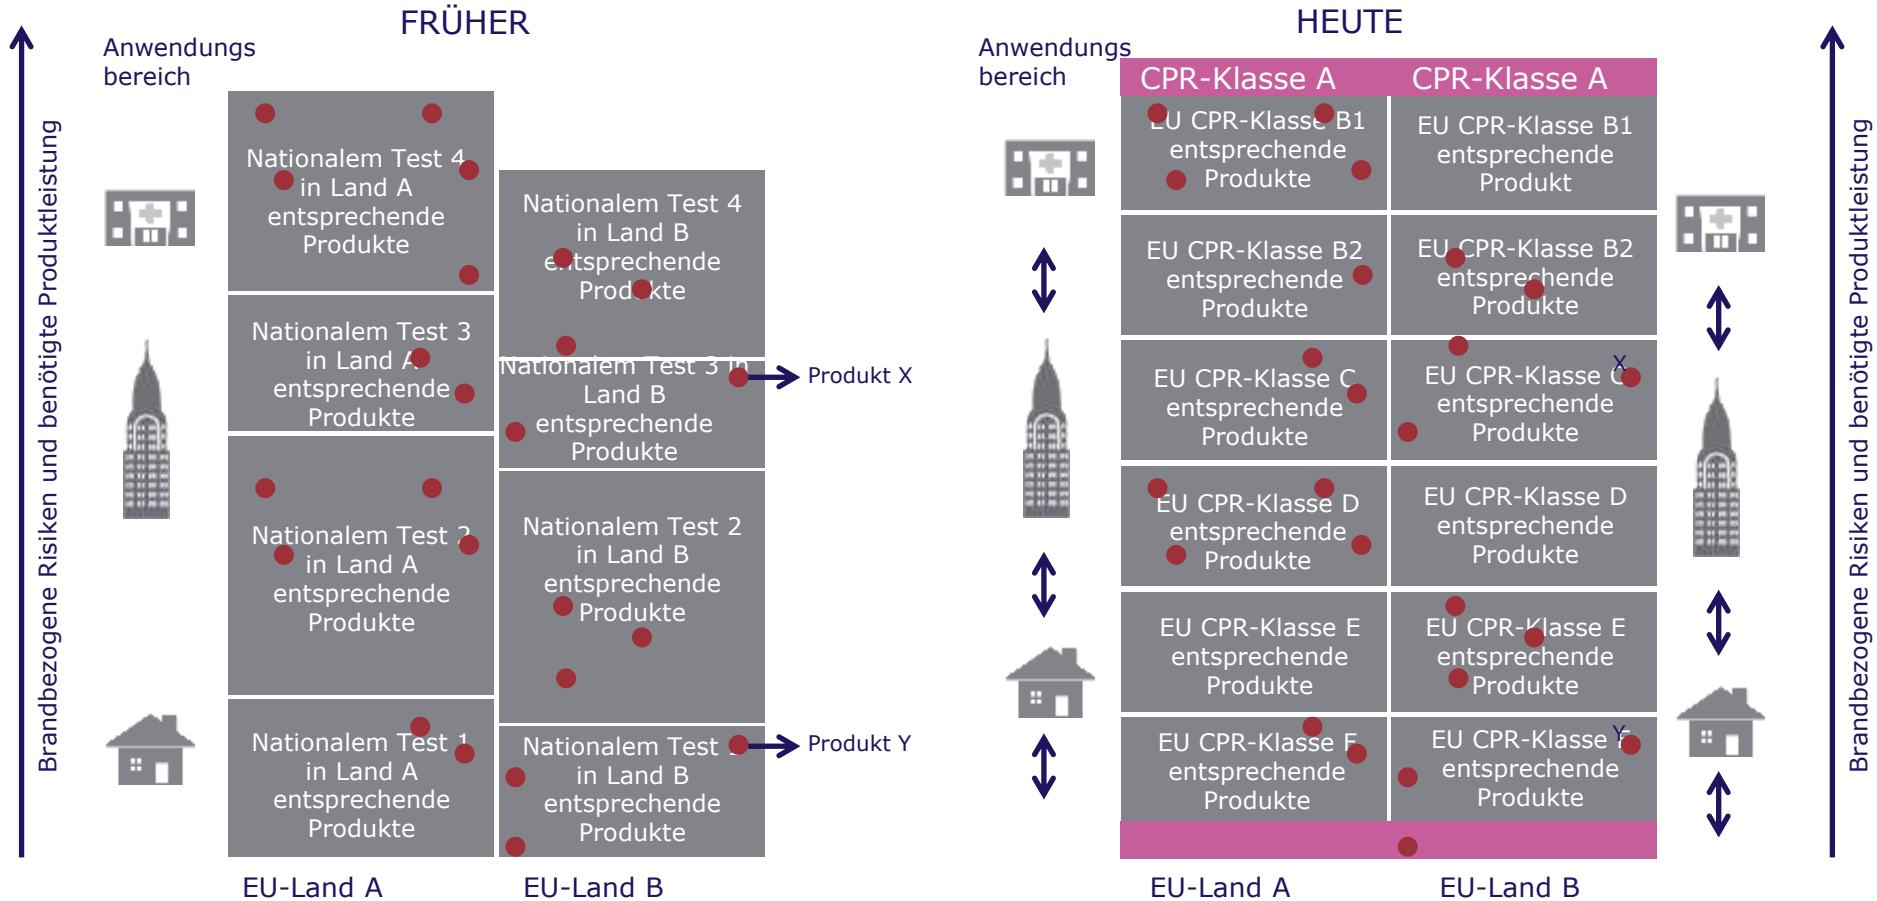 FRÜHER
Brandbezogene Risiken und benötigte Produktleistung
Anwendungs
bereich
Nationalem Test 4
in Land A
entsprechende
Produkte
Nationalem Test 3
in Land A
entsprechende
Produkte
Nationalem Test 2
in Land A
entsprechende
Produkte
Nationalem Test 1
in Land A
entsprechende
Produkte
EU-Land A
Nationalem Test 4
in Land B
entsprechende
Produkte
Nationalem Test 3 in
Land B
entsprechende
Produkte
Nationalem Test 2
in Land B
entsprechende
Produkte
Nationalem Test
in Land B
entsprechende
Produkte
EU-Land B
Produkt X
Produkt Y
HEUTE
Anwendungs
bereich
CPR-Klasse A
EU CPR-Klasse B1
entsprechende
Produkte
EU CPR-Klasse B2
entsprechende
Produkte
EU CPR-Klasse C
entsprechende
Produkte
EU CPR-Klasse D
entsprechende
Produkte
EU CPR-Klasse E
entsprechende
Produkte
EU CPR-Klasse F
entsprechende
Produkte
EU-Land A
CPR-Klasse A
EU CPR-Klasse B1
entsprechende
Produkt
EU CPR-Klasse B2
entsprechende
Produkte
X
EU CPR-Klasse C
entsprechende
Produkte
EU CPR-Klasse D
entsprechende
Produkte
EU CPR-Klasse E
entsprechende
Produkte
Y
EU CPR-Klasse F
entsprechende
Produkte
EU-Land B
Brandbezogene Risiken und benötigte Produktleistung